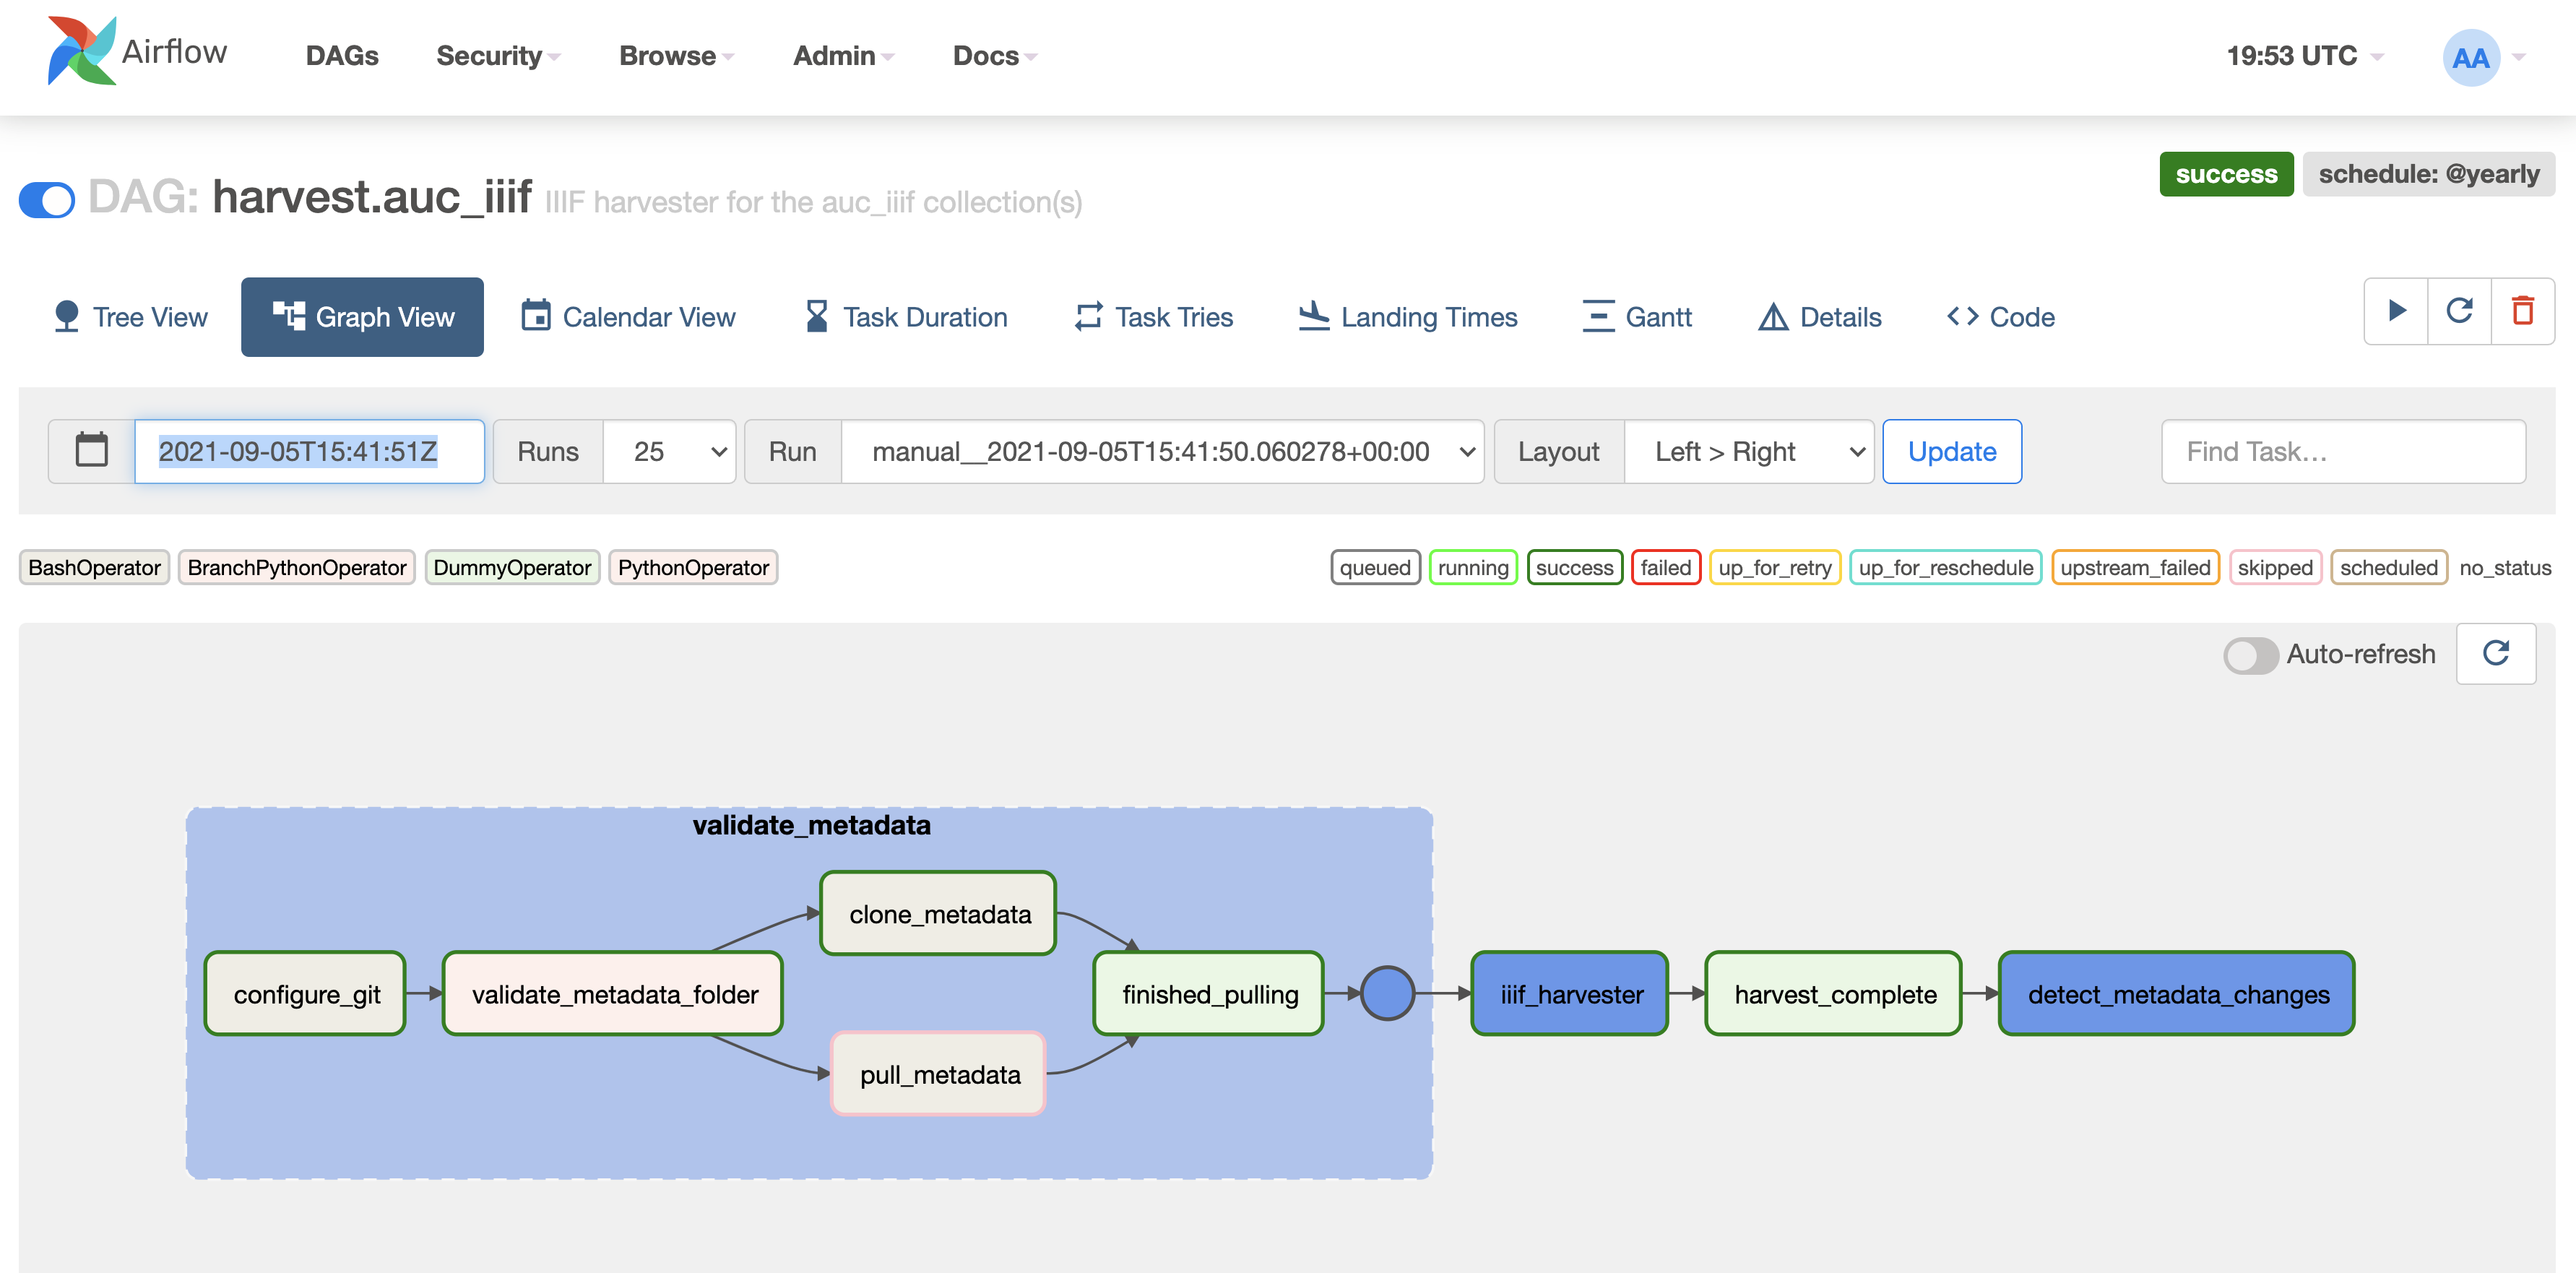 Airflow DAGs Security Browse Admin Docs 19:53 UTC AA
success schedule: @yearly
DAG: harvest.auc_iiif IIIF harvester for the auc_iiif collection(s)
Tree View Graph View Calendar View Task Duration Task Tries Landing Times Gantt Details Code
2021-09-05T15:41:51Z Runs 25 Run manual__2021-09-05T15:41:50.060278+00:00 Layout Left > Right Update Find Task…
BashOperator BranchPythonOperator DummyOperator PythonOperator queued running success failed up_for_retry up_for_reschedule upstream_failed skipped scheduled no_status
Auto-refresh
validate_metadata
clone_metadata
configure_git validate_metadata_folder finished_pulling iiif_harvester harvest_complete detect_metadata_changes
pull_metadata